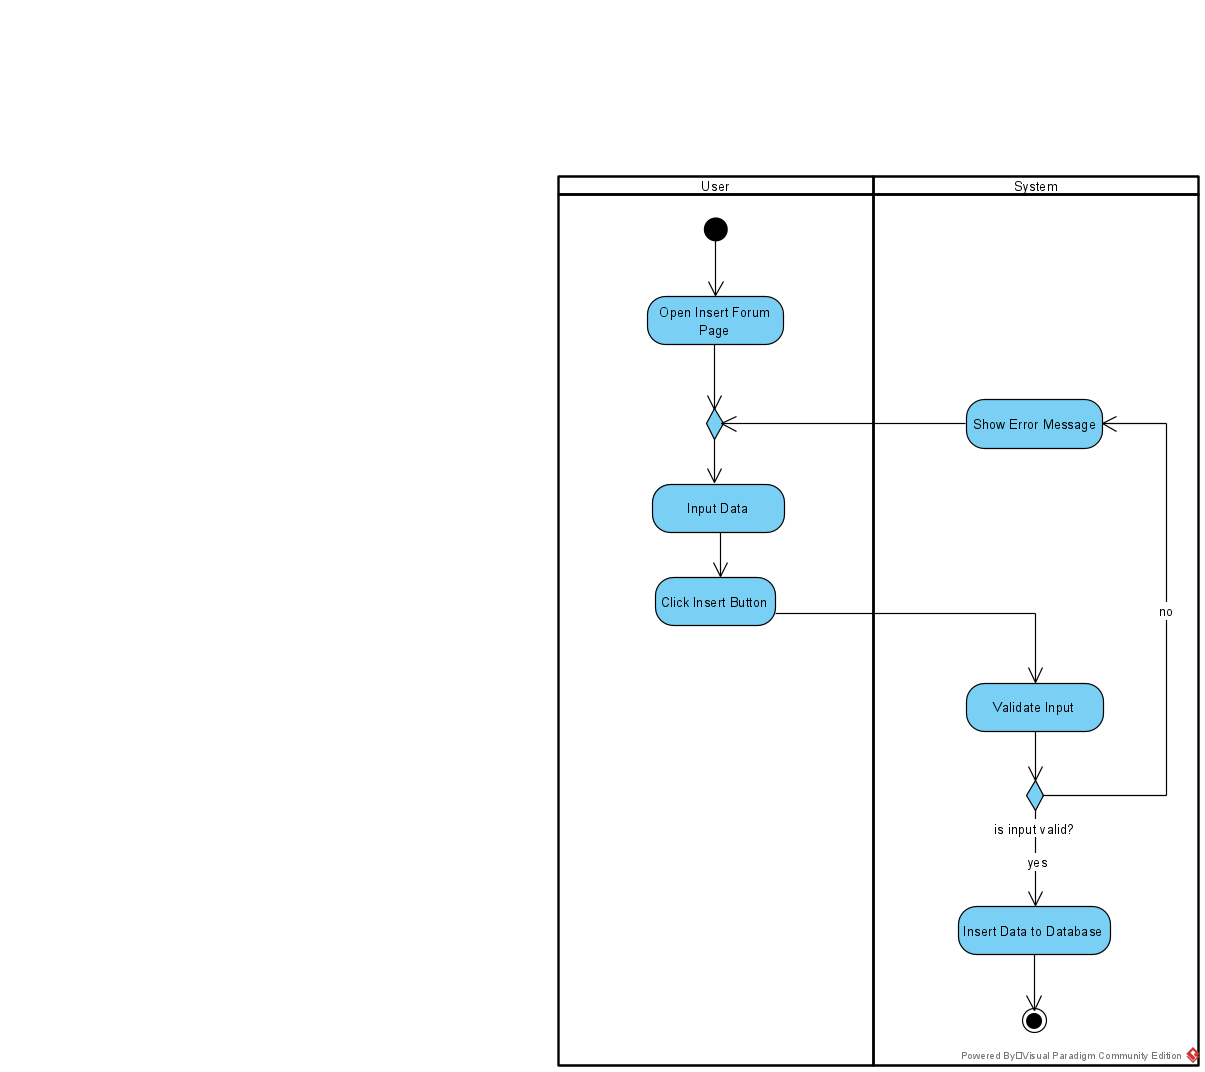 User
System
Open Insert Forum
Page
Show Error Message
Input Data
Click Insert Button
no
Validate Input
is input valid?
yes
Insert Data to Database
Powered By□Visual Paradigm Community Edition